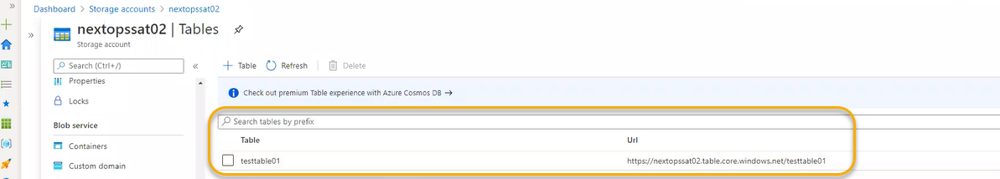 Dashboard > Storage accounts > nextopssat02
nextopssat02 | Tables
Storage account
Search (Ctrl+/)
Properties
Locks
Blob service
Containers
Custom domain
Table
Refresh
Delete
Check out premium Table experience with Azure Cosmos DB →
Search tables by prefix
Table Url
testtable01 https://nextopssat02.table.core.windows.net/testtable01